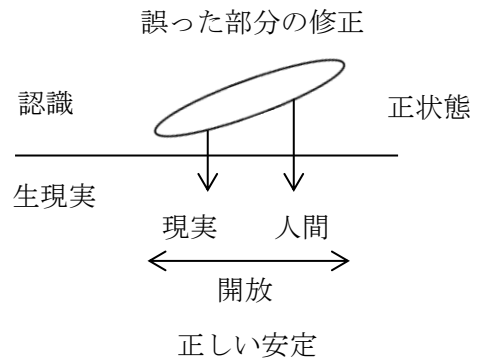 誤った部分の修正
認識
正状態
生現実
現実
人間
開放
正しい安定